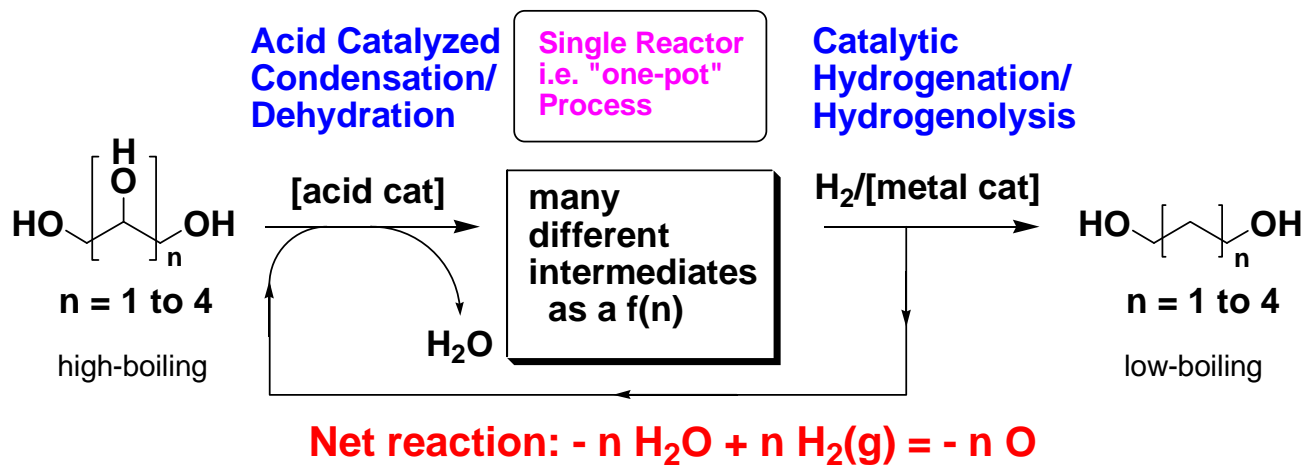 Acid Catalyzed
Condensation/
Dehydration
Single Reactor
i.e. "one-pot"
Process
Catalytic
Hydrogenation/
Hydrogenolysis
H
O
HO
OH
n
n = 1 to 4
high-boiling
[acid cat]
H₂O
many
different
intermediates
as a f(n)
H₂/[metal cat]
HO
OH
n
n = 1 to 4
low-boiling
Net reaction: - n H₂O + n H₂(g) = - n O